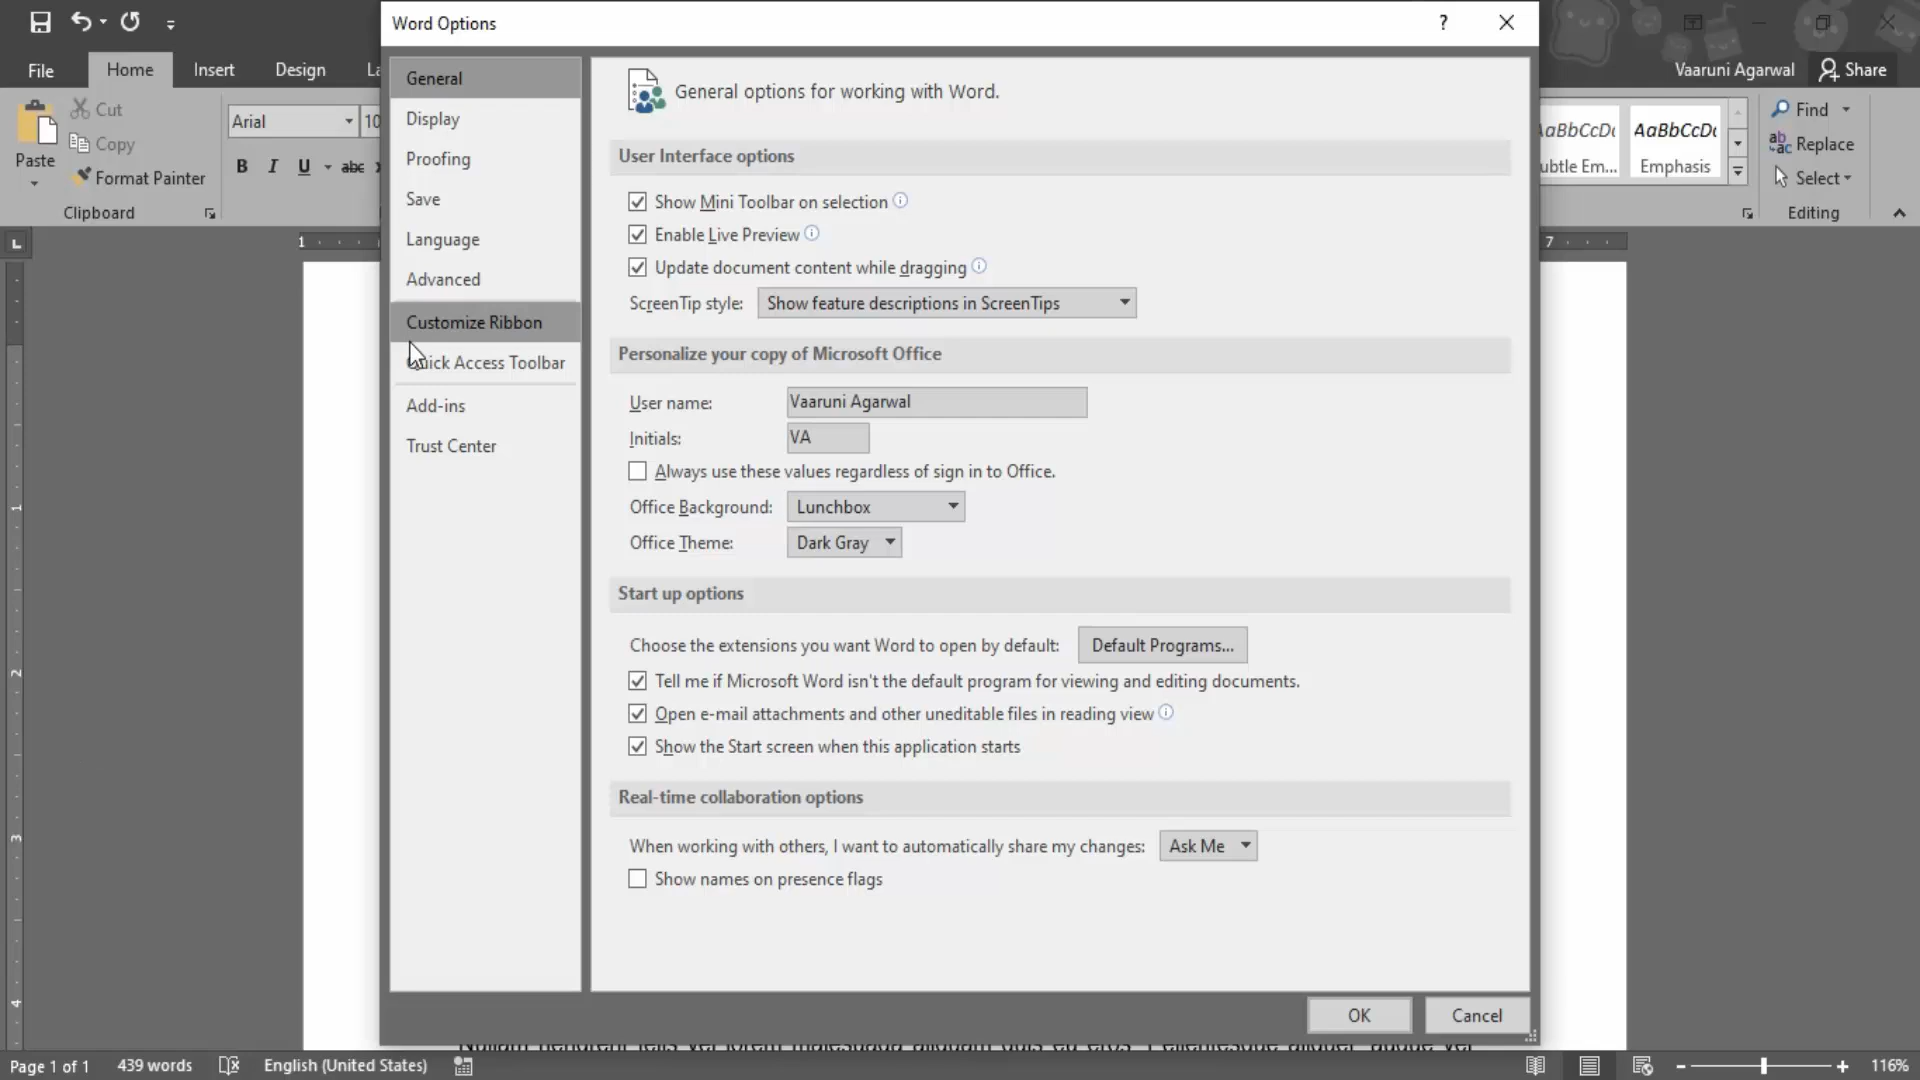 Word Options
?
File
Home
Insert
Design
Vaaruni Agarwal
Share
Cut
Copy
Paste
Format Painter
Clipboard
Arial
10
B I U abc
Emphasis
AaBbCcDc
Find
Replace
Select
Editing
General
Display
Proofing
Save
Language
Advanced
Customize Ribbon
Quick Access Toolbar
Add-ins
Trust Center
General options for working with Word.
User Interface options
Show Mini Toolbar on selection
Enable Live Preview
Update document content while dragging
ScreenTip style: Show feature descriptions in ScreenTips
Personalize your copy of Microsoft Office
User name: Vaaruni Agarwal
Initials: VA
Always use these values regardless of sign in to Office.
Office Background: Lunchbox
Office Theme: Dark Gray
Start up options
Choose the extensions you want Word to open by default: Default Programs...
Tell me if Microsoft Word isn't the default program for viewing and editing documents.
Open e-mail attachments and other uneditable files in reading view
Show the Start screen when this application starts
Real-time collaboration options
When working with others, I want to automatically share my changes: Ask Me
Show names on presence flags
OK Cancel
1
7
1
2
3
4
Page 1 of 1 439 words English (United States) 116%